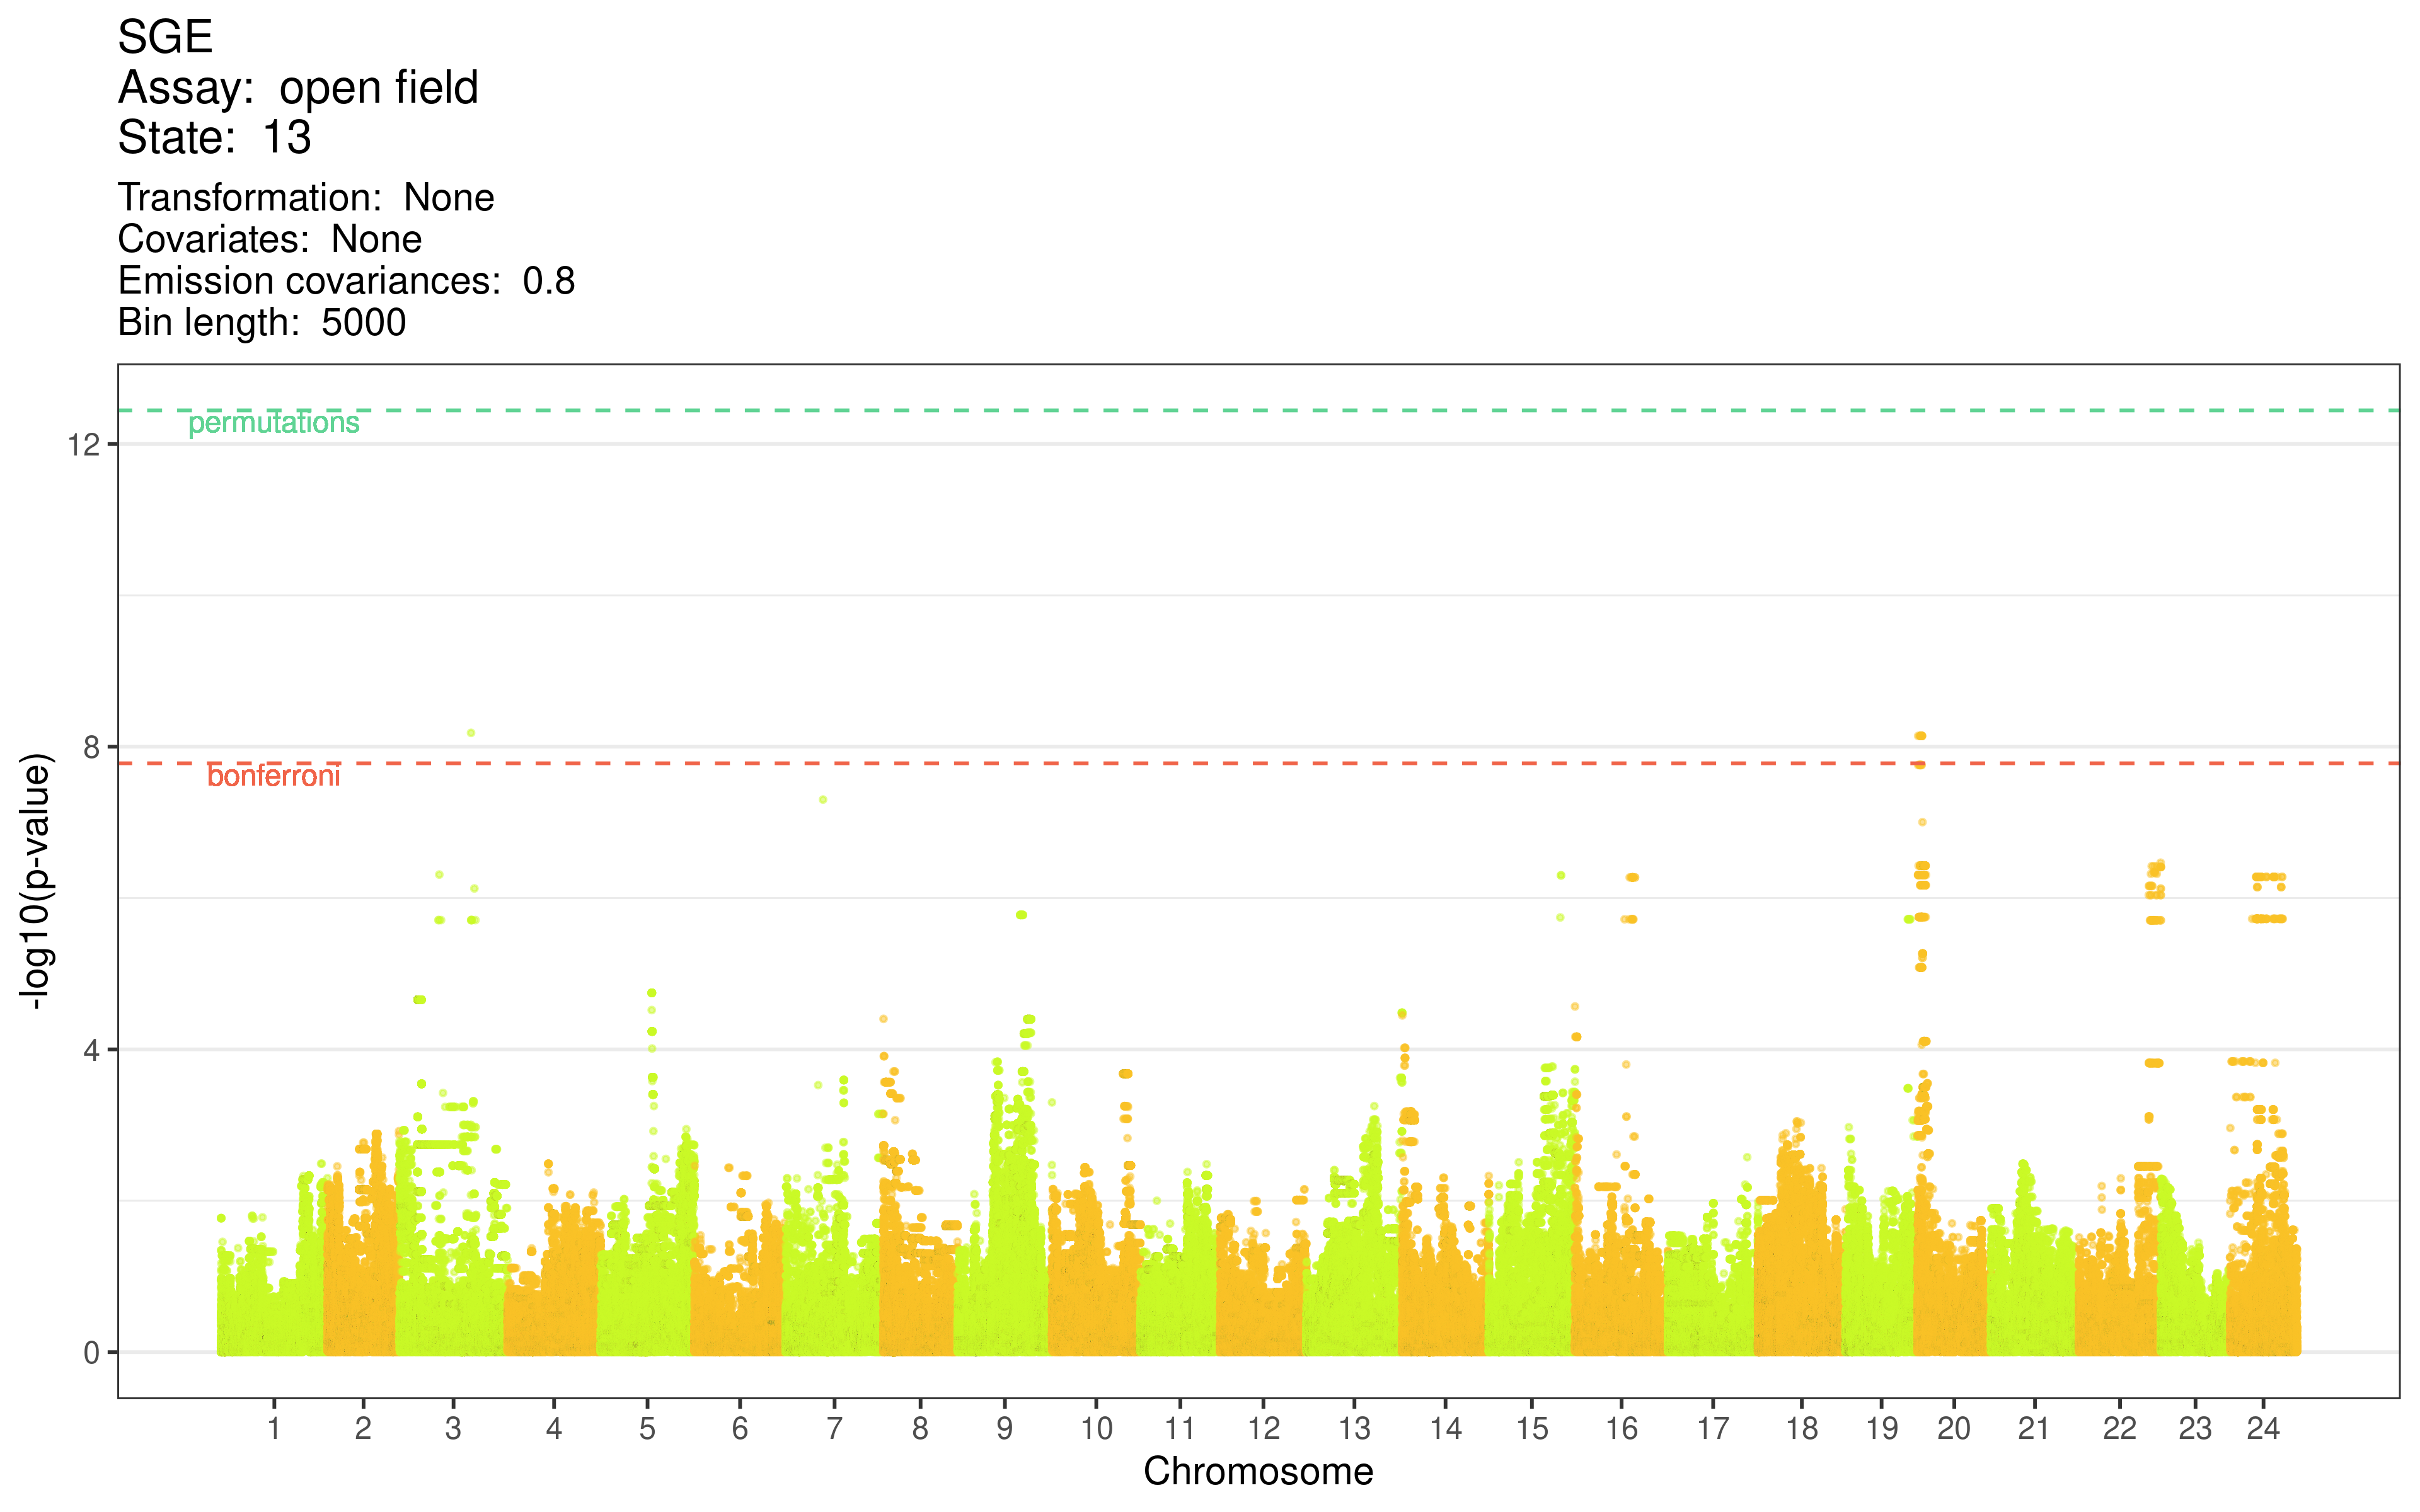 SGE
Assay: open field
State: 13
Transformation: None
Covariates: None
Emission covariances: 0.8
Bin length: 5000
permutations
12
8
bonferroni
4
0
-log10(p-value)
1 2 3 4 5 6 7 8 9 10 11 12 13 14 15 16 17 18 19 20 21 22 23 24
Chromosome